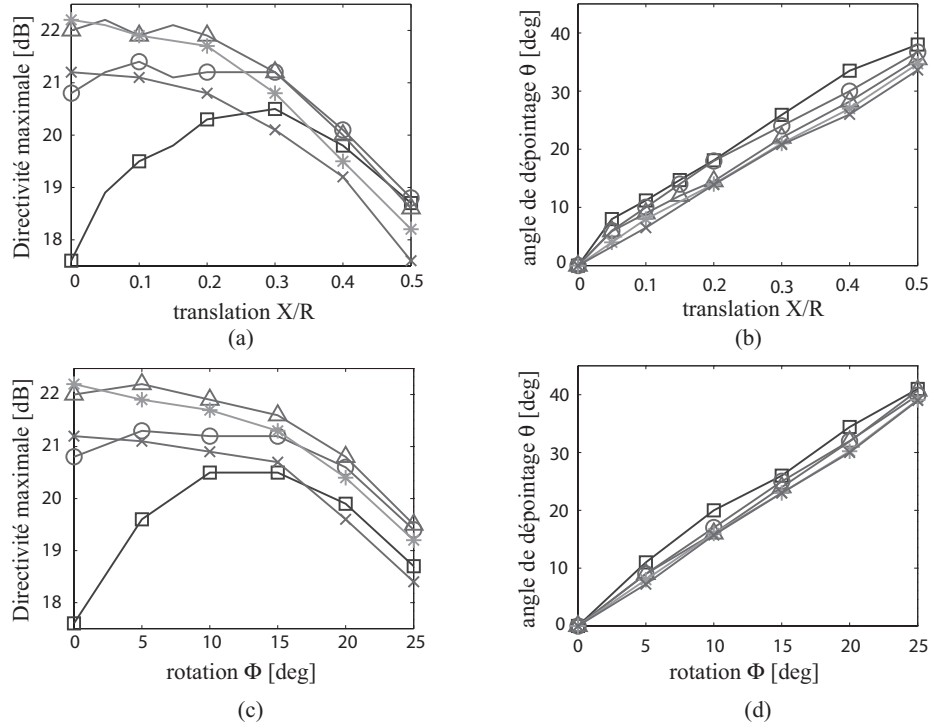 Directivité maximale [dB]
22
21
20
19
18
0 0.1 0.2 0.3 0.4 0.5
translation X/R
(a)
angle de dépointage θ [deg]
40
30
20
10
0
0 0.1 0.2 0.3 0.4 0.5
translation X/R
(b)
Directivité maximale [dB]
22
21
20
19
18
0 5 10 15 20 25
rotation Φ [deg]
(c)
angle de dépointage θ [deg]
40
30
20
10
0
0 5 10 15 20 25
rotation Φ [deg]
(d)